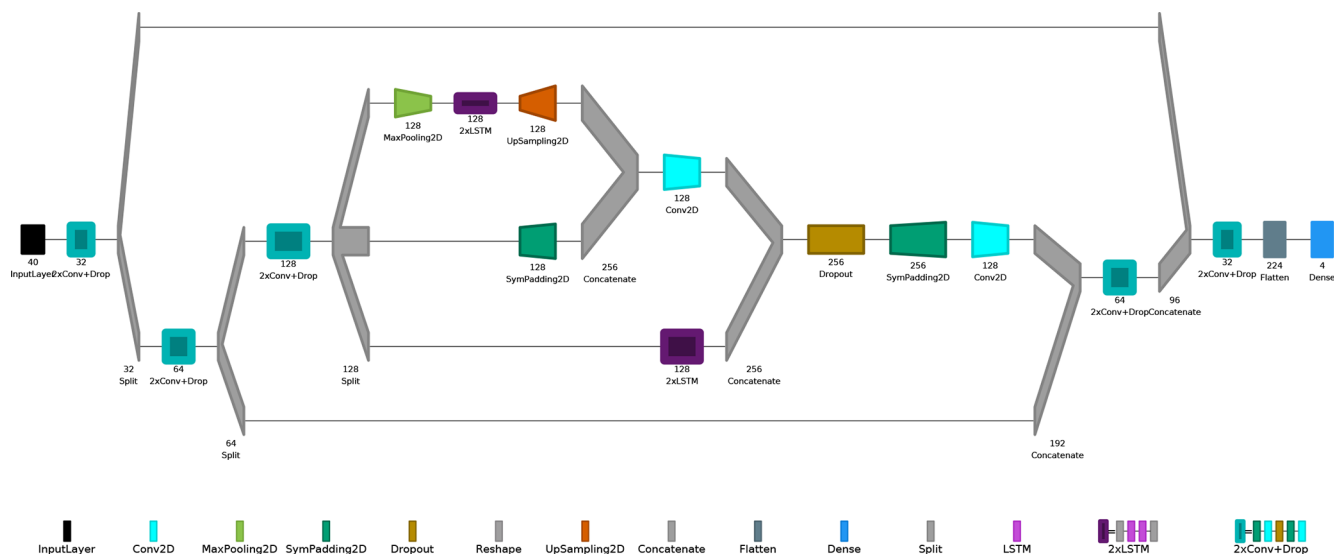 128
MaxPooling2D
128
2xLSTM
128
UpSampling2D
128
Conv2D
40
InputLayer
32
2xConv+Drop
128
2xConv+Drop
128
SymPadding2D
256
Concatenate
256
Dropout
256
SymPadding2D
128
Conv2D
64
2xConv+Drop
96
Concatenate
32
2xConv+Drop
224
Flatten
4
Dense
32
Split
64
2xConv+Drop
128
Split
128
2xLSTM
256
Concatenate
64
Split
192
Concatenate
InputLayer
Conv2D
MaxPooling2D
SymPadding2D
Dropout
Reshape
UpSampling2D
Concatenate
Flatten
Dense
Split
LSTM
=
2xLSTM
=
2xConv+Drop